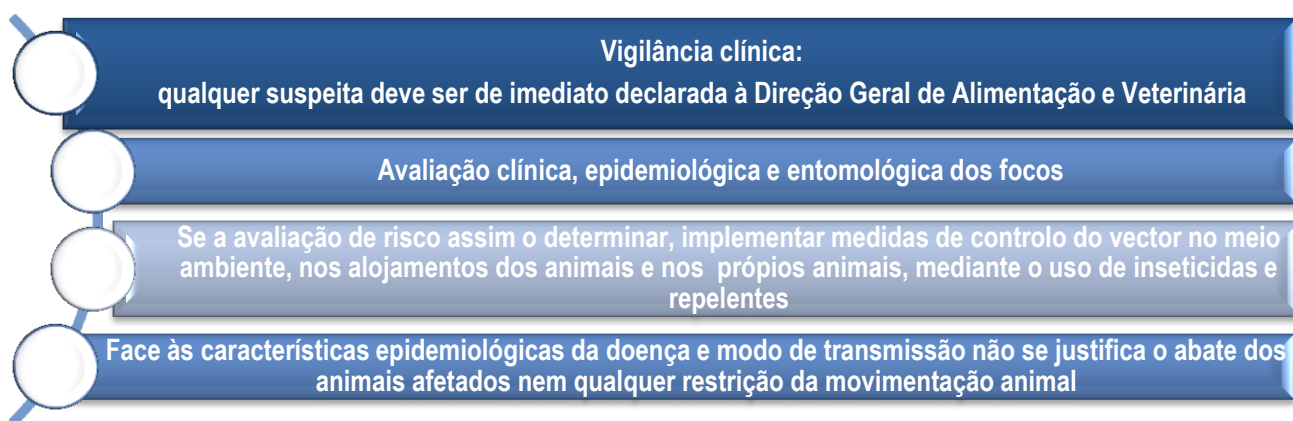 Vigilância clínica:
qualquer suspeita deve ser de imediato declarada à Direção Geral de Alimentação e Veterinária
Avaliação clínica, epidemiológica e entomológica dos focos
Se a avaliação de risco assim o determinar, implementar medidas de controlo do vector no meio
ambiente, nos alojamentos dos animais e nos própios animais, mediante o uso de inseticidas e
repelentes
Face às características epidemiológicas da doença e modo de transmissão não se justifica o abate dos
animais afetados nem qualquer restrição da movimentação animal